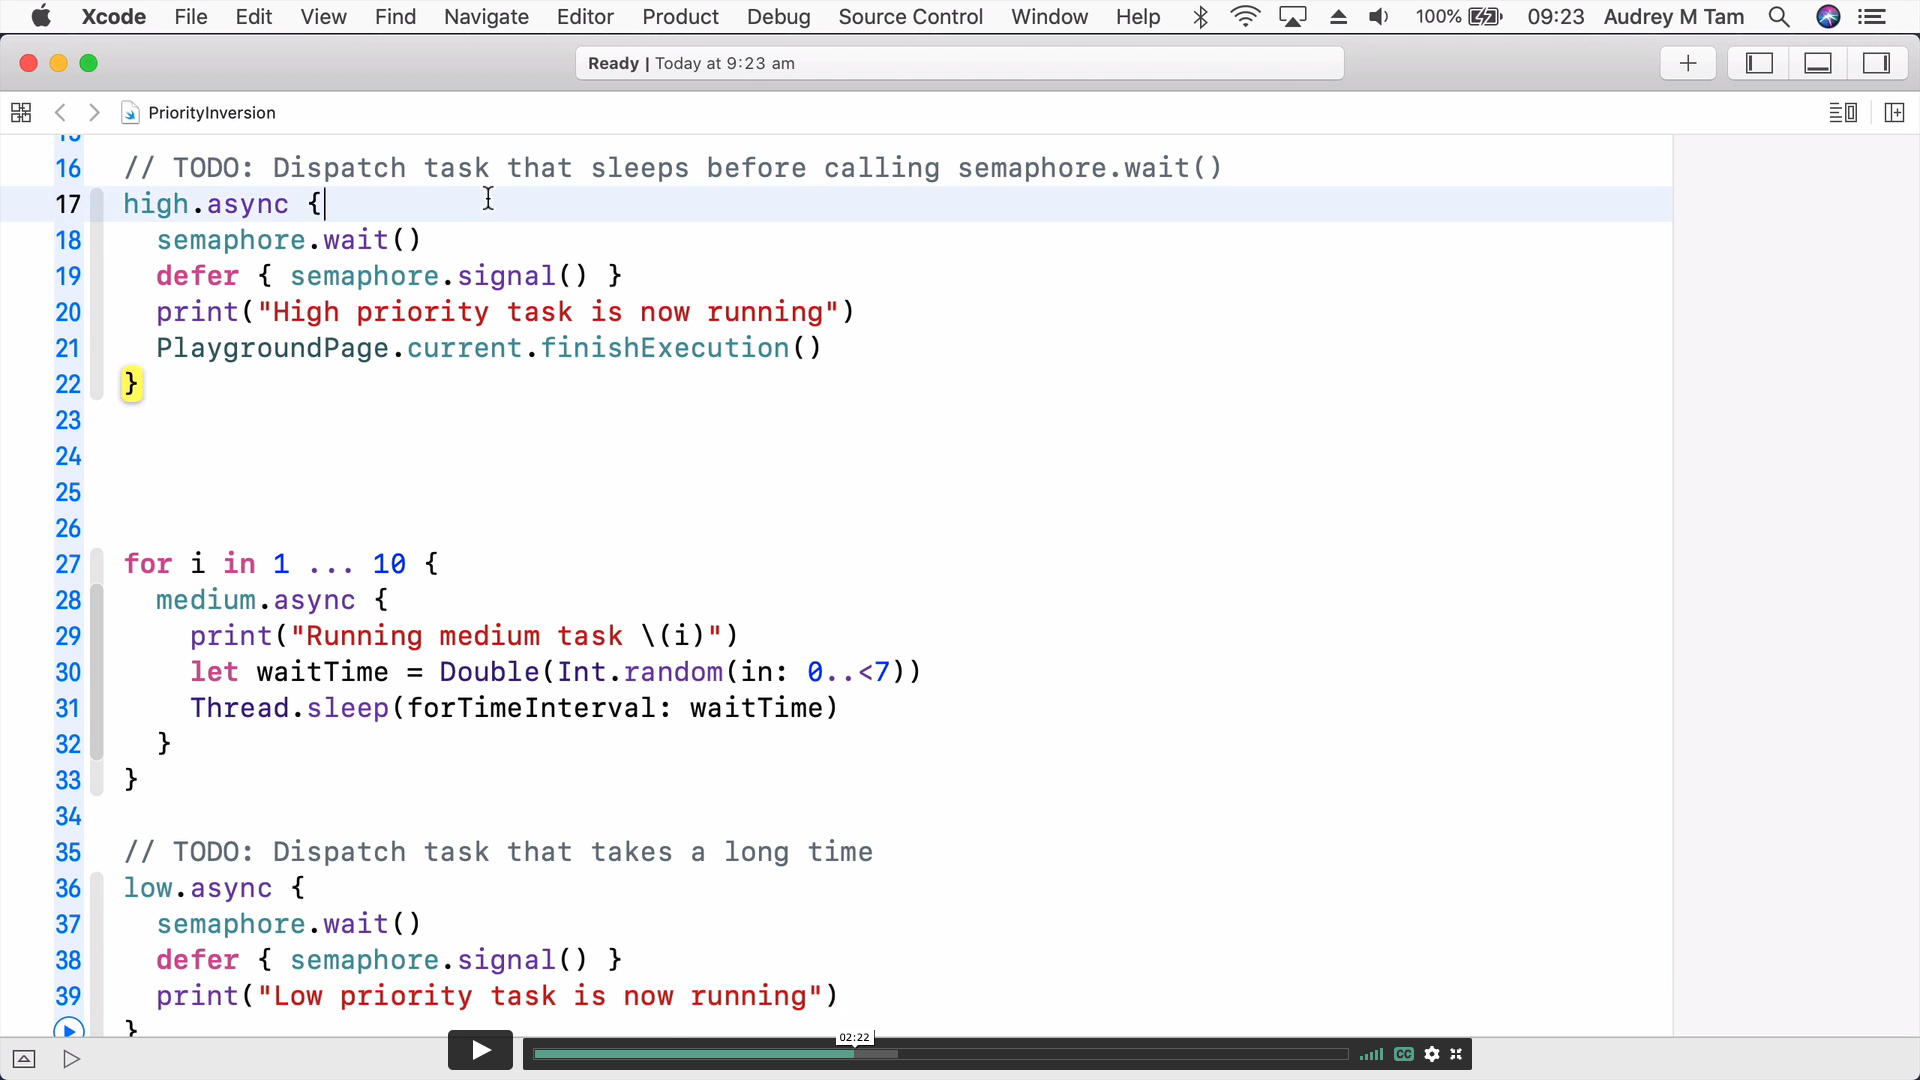 Xcode File Edit View Find Navigate Editor Product Debug Source Control Window Help 100% 09:23 Audrey M Tam
Ready | Today at 9:23 am
PriorityInversion
16 // TODO: Dispatch task that sleeps before calling semaphore.wait()
17 high.async {
18 semaphore.wait()
19 defer { semaphore.signal() }
20 print("High priority task is now running")
21 PlaygroundPage.current.finishExecution()
22 }
23
24
25
26
27 for i in 1 ... 10 {
28 medium.async {
29 print("Running medium task \(i)")
30 let waitTime = Double(Int.random(in: 0..<7))
31 Thread.sleep(forTimeInterval: waitTime)
32 }
33 }
34
35 // TODO: Dispatch task that takes a long time
36 low.async {
37 semaphore.wait()
38 defer { semaphore.signal() }
39 print("Low priority task is now running")
}
02:22
CC